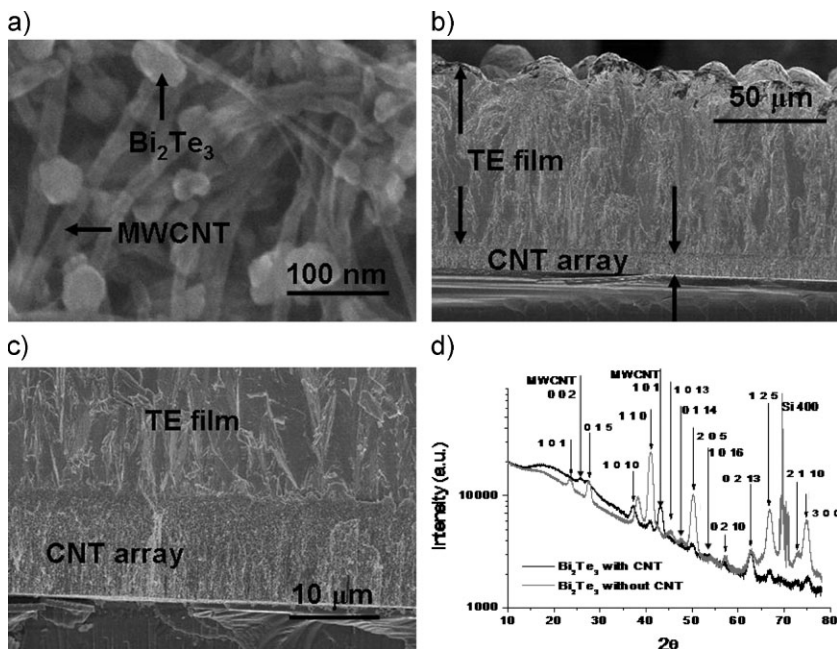 a)
Bi2Te3
MWCNT
100 nm
b)
50 μm
TE film
CNT array
c)
TE film
CNT array
10 μm
d)
Intensity (a.u.)
10000
1000
MWCNT
0 0 2
MWCNT
1 0 1
1 0 1
0 1 5
1 0 10
1 1 0
1 0 13
0 1 14
2 0 5
1 0 16
0 2 10
0 2 13
1 2 5
Si 400
2 1 10
3 0 0
Bi2Te3 with CNT
Bi2Te3 without CNT
10 20 30 40 50 60 70 80
2θ